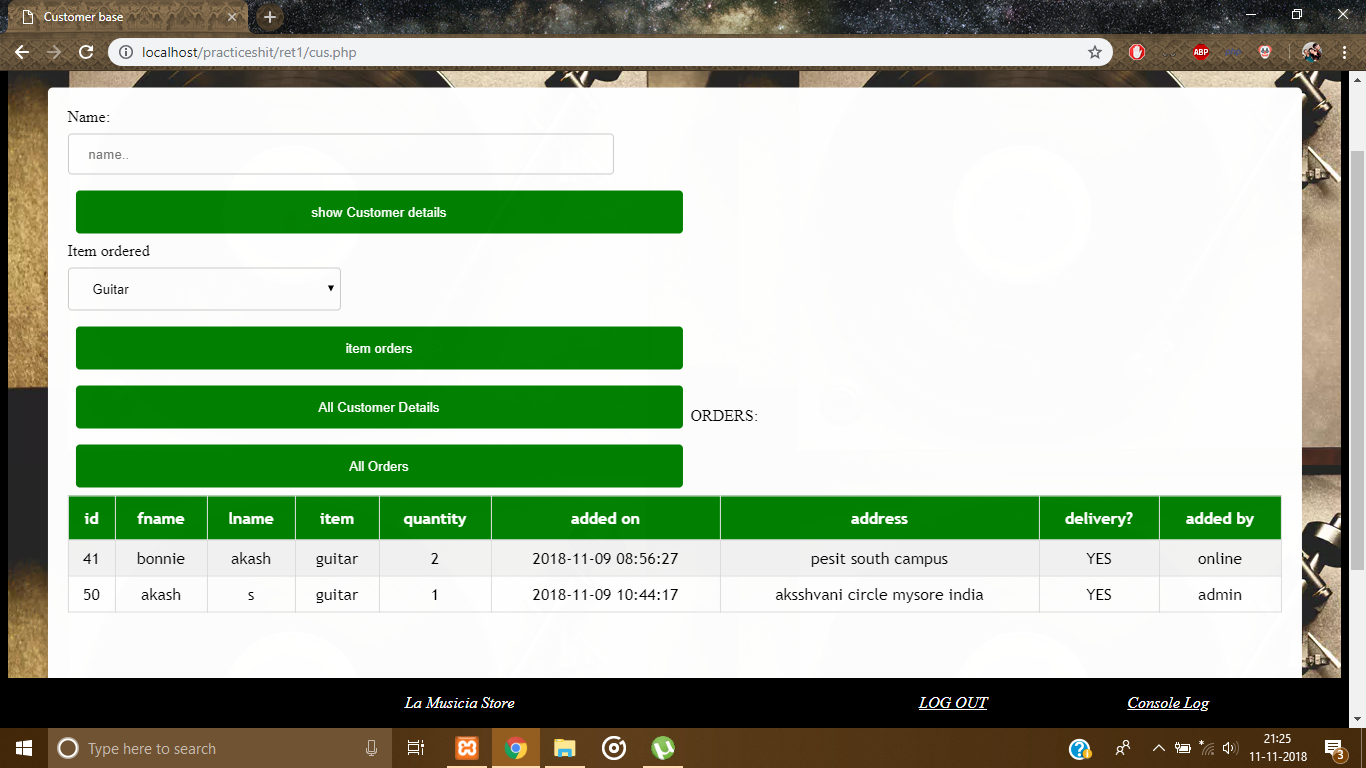 Customer base
localhost/practiceshit/ret1/cus.php
ABP
Name:
name..
show Customer details
Item ordered
Guitar
item orders
All Customer Details
ORDERS:
All Orders
id fname lname item quantity added on address delivery? added by
41 bonnie akash guitar 2 2018-11-09 08:56:27 pesit south campus YES online
50 akash s guitar 1 2018-11-09 10:44:17 aksshvani circle mysore india YES admin
La Musicia Store LOG OUT Console Log
Type here to search
21:25
11-11-2018
3